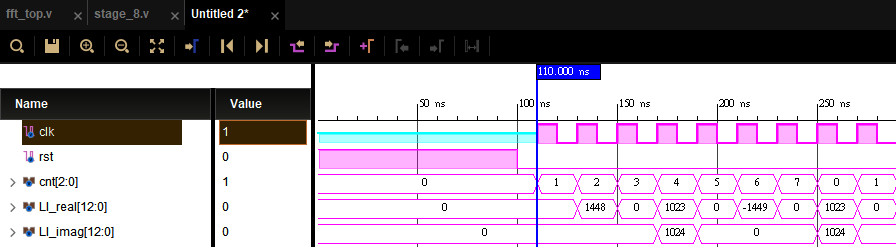 fft_top.v × stage_8.v × Untitled 2* ×
110.000 ns
Name Value 50 ns 100 ns 150 ns 200 ns 250 ns
clk 1
rst 0
cnt[2:0] 1 0 1 2 3 4 5 6 7 0 1
LI_real[12:0] 0 0 1448 0 1023 0 -1449 0 1023 0
LI_imag[12:0] 0 0 1024 0 1024